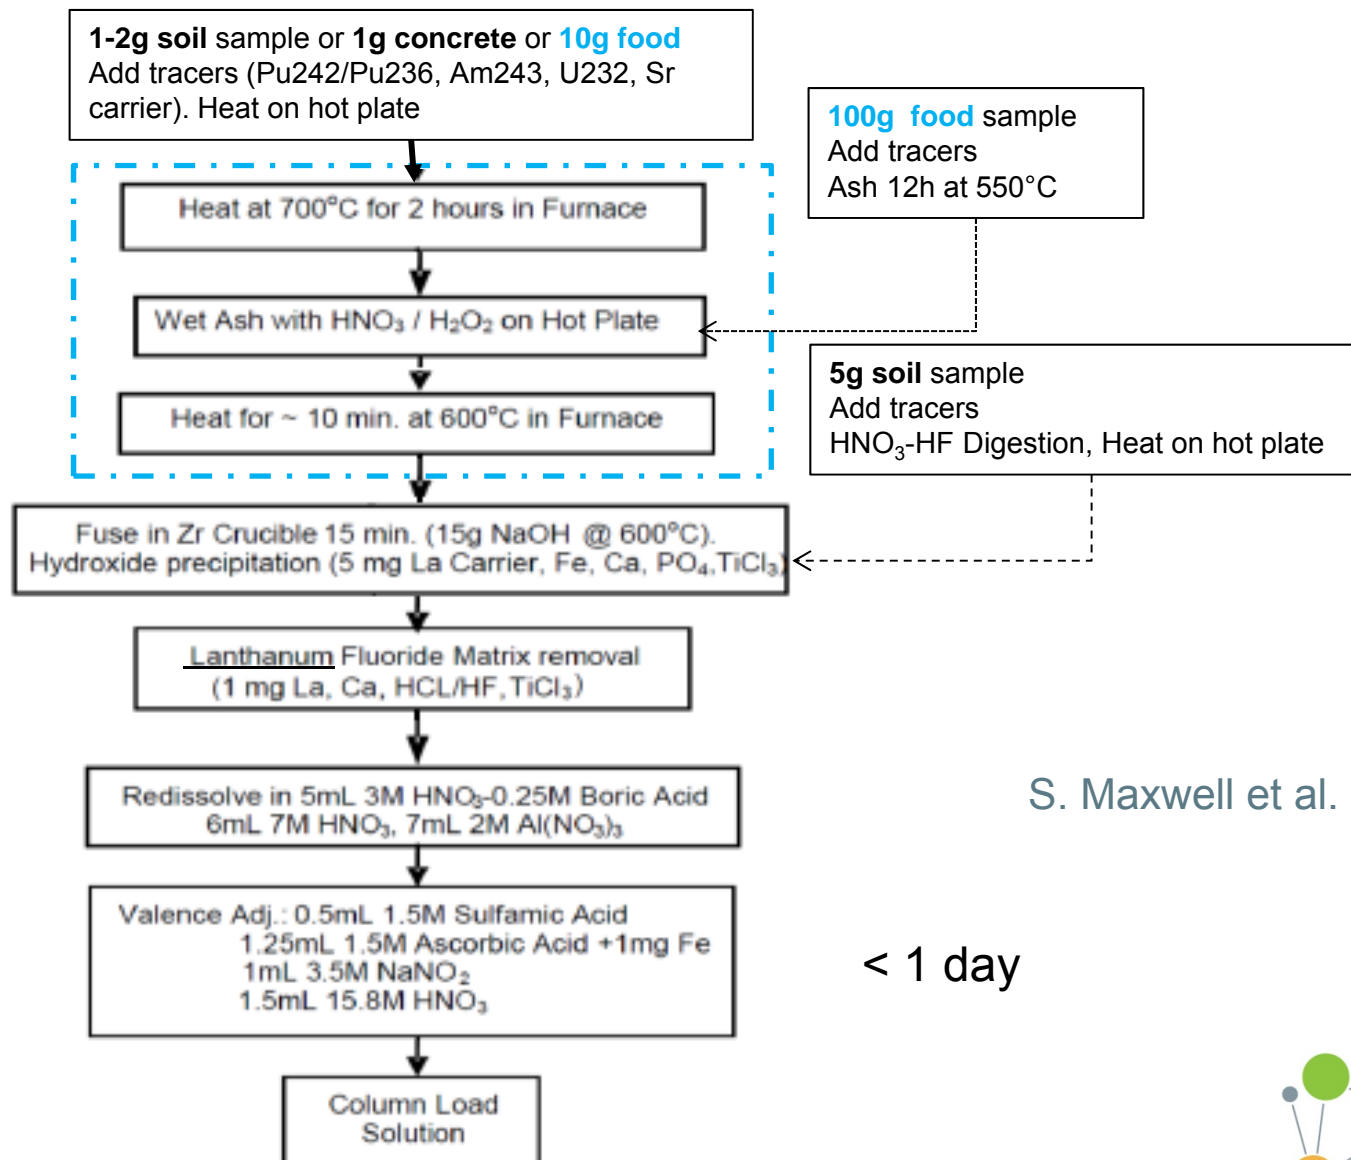 1-2g soil sample or 1g concrete or 10g food
Add tracers (Pu242/Pu236, Am243, U232, Sr
carrier). Heat on hot plate
100g food sample
Add tracers
Ash 12h at 550°C
Heat at 700°C for 2 hours in Furnace
Wet Ash with HNO₃ / H₂O₂ on Hot Plate
Heat for ~ 10 min. at 600°C in Furnace
5g soil sample
Add tracers
HNO₃-HF Digestion, Heat on hot plate
Fuse in Zr Crucible 15 min. (15g NaOH @ 600°C).
Hydroxide precipitation (5 mg La Carrier, Fe, Ca, PO₄,TiCl₃)
Lanthanum Fluoride Matrix removal
(1 mg La, Ca, HCL/HF,TiCl₃)
Redissolve in 5mL 3M HNO₃-0.25M Boric Acid
6mL 7M HNO₃, 7mL 2M Al(NO₃)₃
S. Maxwell et al.
Valence Adj.: 0.5mL 1.5M Sulfamic Acid
1.25mL 1.5M Ascorbic Acid +1mg Fe
1mL 3.5M NaNO₂
1.5mL 15.8M HNO₃
< 1 day
Column Load
Solution